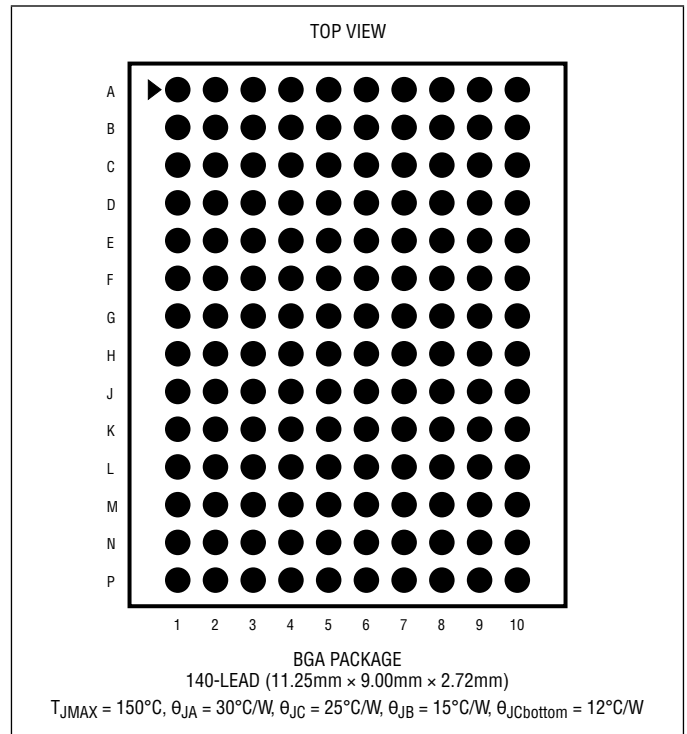 TOP VIEW
A
B
C
D
E
F
G
H
J
K
L
M
N
P
1 2 3 4 5 6 7 8 9 10
BGA PACKAGE
140-LEAD (11.25mm × 9.00mm × 2.72mm)
TJMAX = 150°C, θJA = 30°C/W, θJC = 25°C/W, θJB = 15°C/W, θJCbottom = 12°C/W